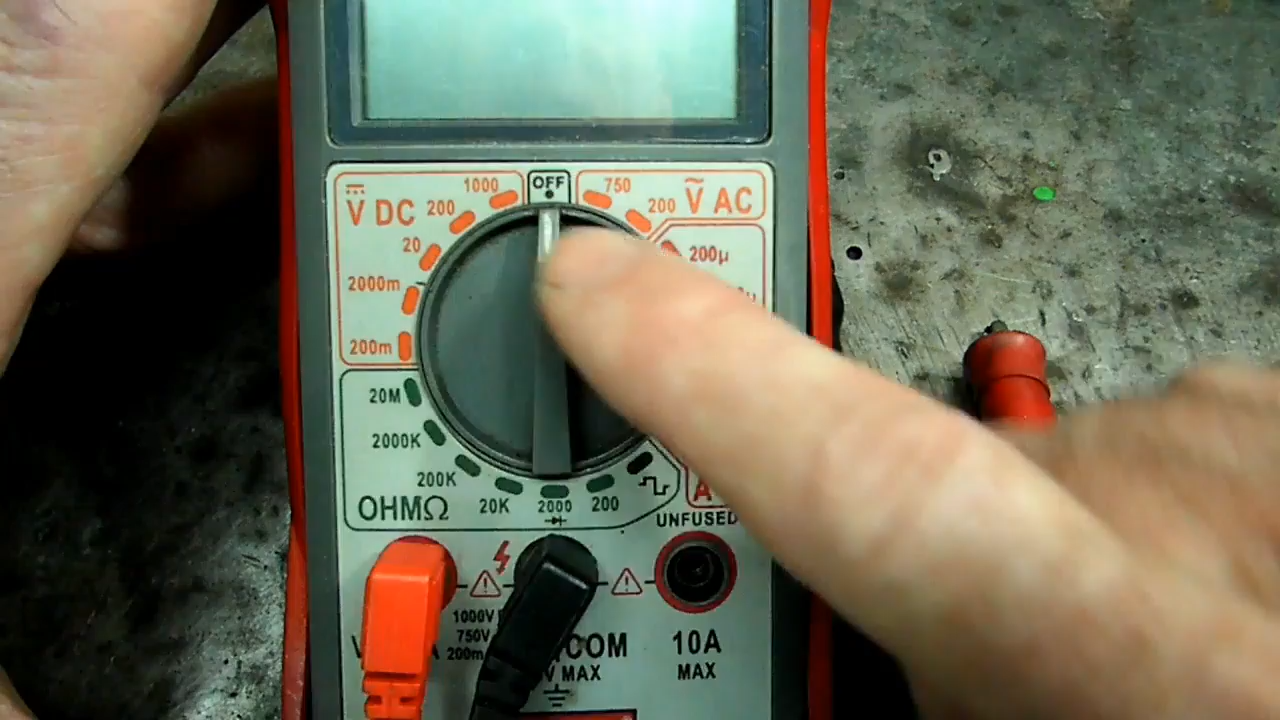 OFF
V DC
1000
200
20
2000m
200m
750
200
V AC
200µ
20M
2000K
200K
20K
2000
200
OHMΩ
A
UNFUSED
1000V
750V
200m
COM
V MAX
10A
MAX